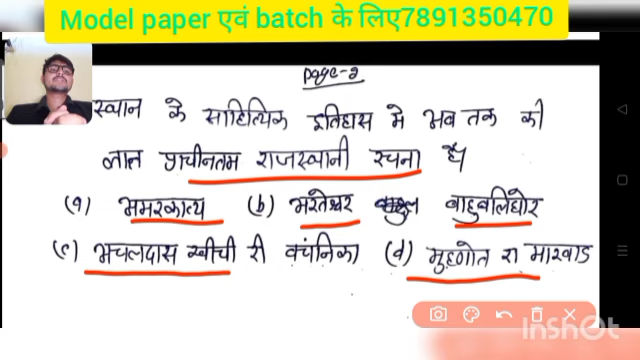 Model paper एवं batch के लिए7891350470
Page-2
स्थान के साहित्यिक इतिहास मे अब तक की
लात प्राचीनतम राजस्थानी रचना है।
(a) अमरकाव्य (b) भरतेश्वर बाहुबलिघोर
(c) अचलदास खीची री वचनिका (d) मुहणोत रा मारवाड
InShot